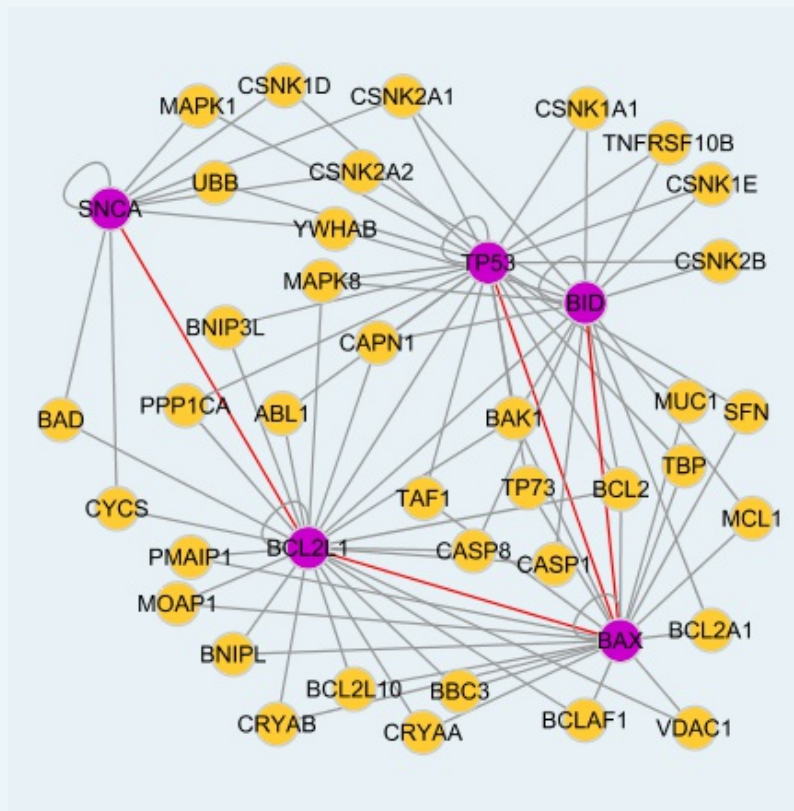 CSNK1D
MAPK1
CSNK2A1
CSNK1A1
TNFRSF10B
UBB
CSNK2A2
CSNK1E
SNCA
YWHAB
TP53
CSNK2B
MAPK8
BID
BNIP3L
CAPN1
PPP1CA
ABL1
BAD
BAK1
MUC1
SFN
TBP
TAF1
TP73
BCL2
CYCS
MCL1
BCL2L1
PMAIP1
CASP8
CASP1
MOAP1
BCL2A1
BAX
BNIPL
BCL2L10
BBC3
CRYAB
CRYAA
BCLAF1
VDAC1